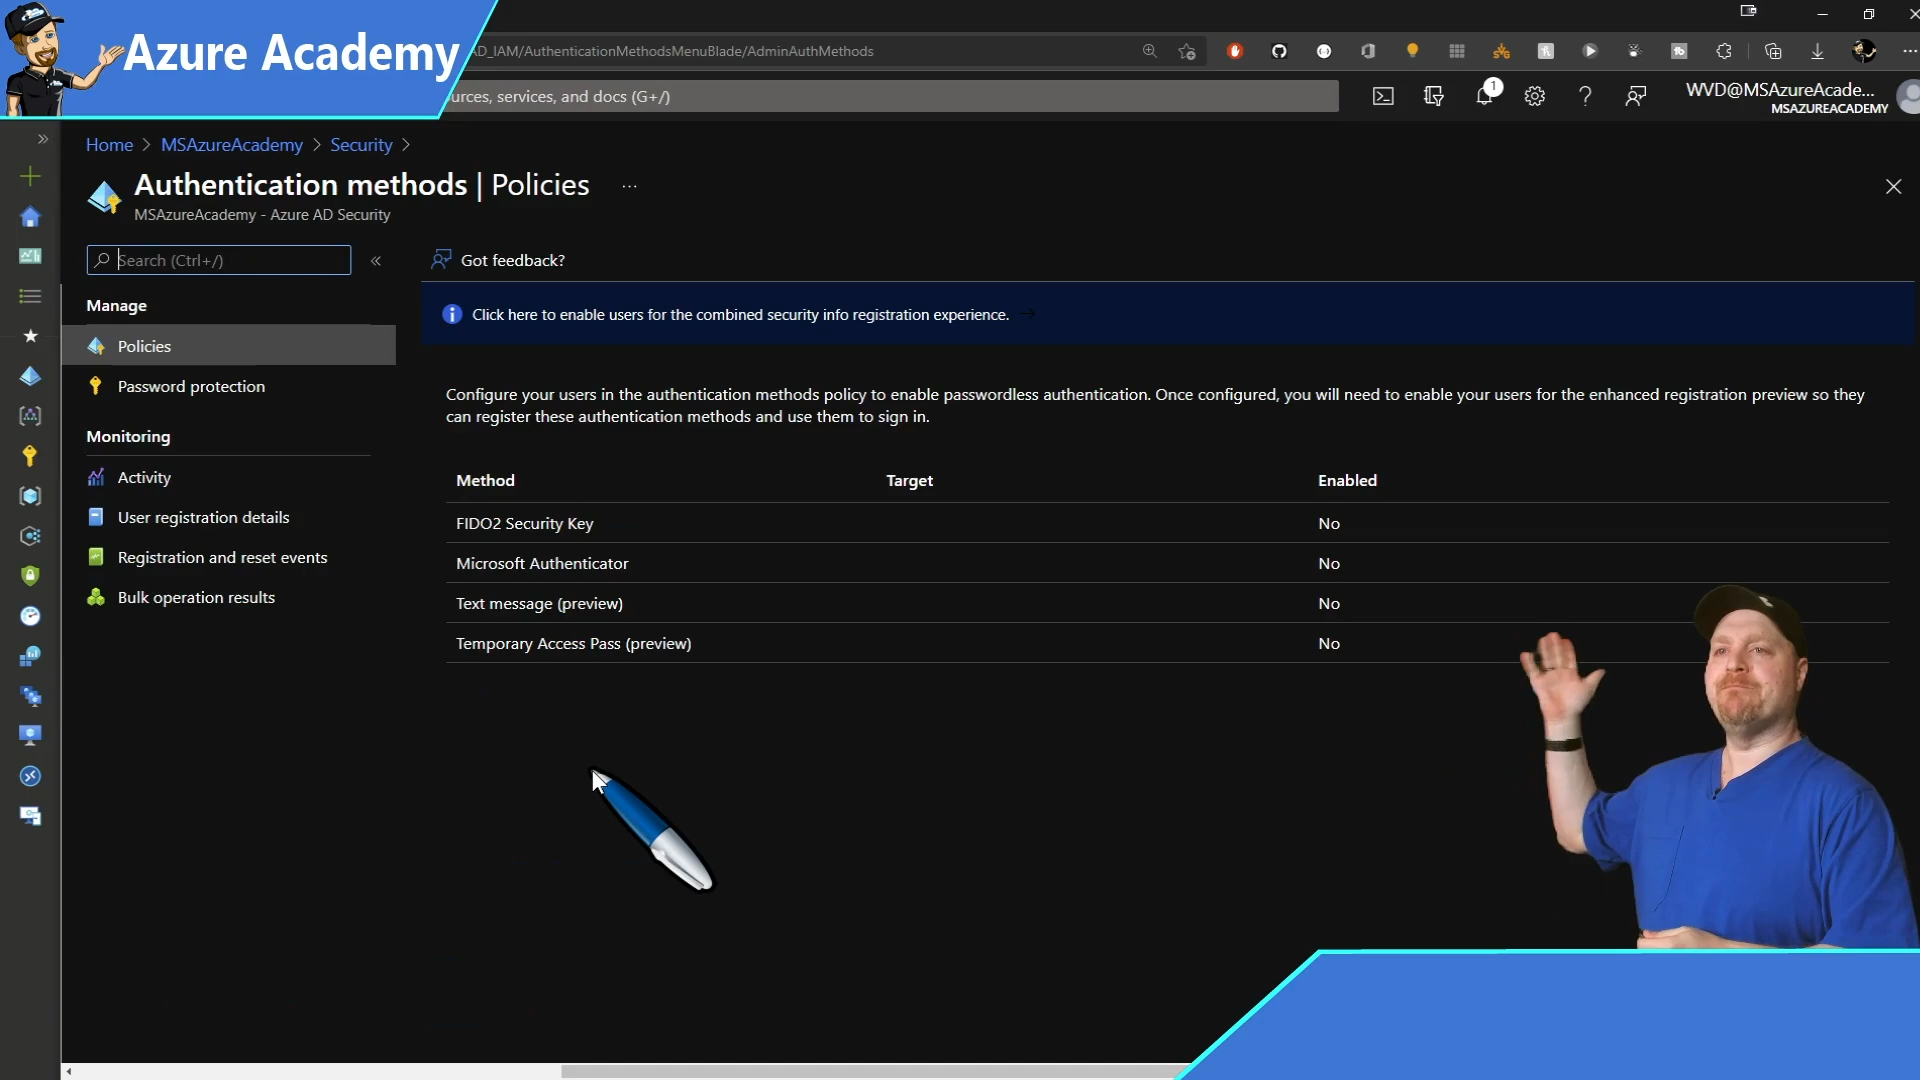 Azure Academy
AD_IAM/AuthenticationMethodsMenuBlade/AdminAuthMethods
urces, services, and docs (G+/)
1
WVD@MSAzureAcade...
MSAZUREACADEMY
Home > MSAzureAcademy > Security >
Authentication methods | Policies ...
MSAzureAcademy - Azure AD Security
Search (Ctrl+/)
Got feedback?
Manage
Click here to enable users for the combined security info registration experience. →
Policies
Password protection
Configure your users in the authentication methods policy to enable passwordless authentication. Once configured, you will need to enable your users for the enhanced registration preview so they
can register these authentication methods and use them to sign in.
Monitoring
Activity
User registration details
Registration and reset events
Bulk operation results
Method Target Enabled
FIDO2 Security Key No
Microsoft Authenticator No
Text message (preview) No
Temporary Access Pass (preview) No